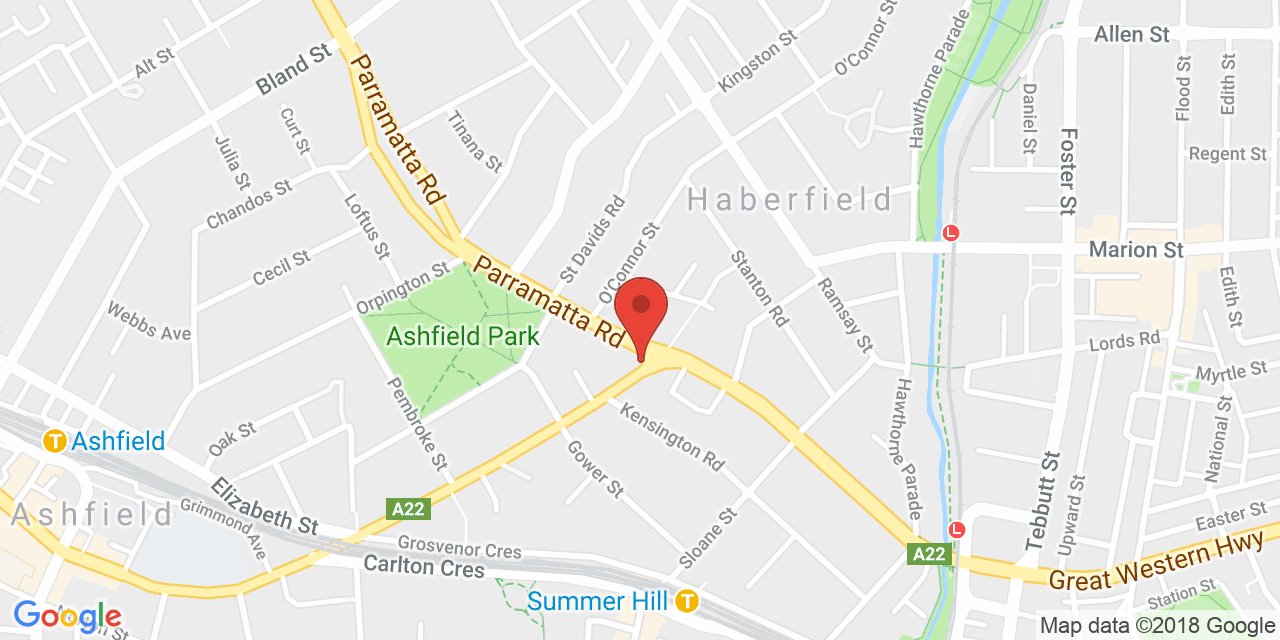 Allen St
Alt St
Bland St
Kingston St
O'Connor St
Hawthorne Parade
Flood St
Edith St
Daniel St
Parramatta Rd
Tinana St
Curt St
Julia St
Foster St
Regent St
Chandos St
Haberfield
Loftus St
St Davids Rd
O'Connor St
L
Marion St
Stanton Rd
Cecil St
Orpington St
Parramatta Rd
Ramsay St
Edith St
Webbs Ave
Ashfield Park
Lords Rd
Myrtle St
Pembroke St
Kensington Rd
Hawthorne Parade
National St
Oak St
T Ashfield
Gower St
Tebbutt St
Upward St
Elizabeth St
A22
Ashfield
Grimmond Ave
Sloane St
Easter St
L
Grosvenor Cres
A22
Carlton Cres
Great Western Hwy
Station St
Summer Hill T
Google
Map data ©2018 Google